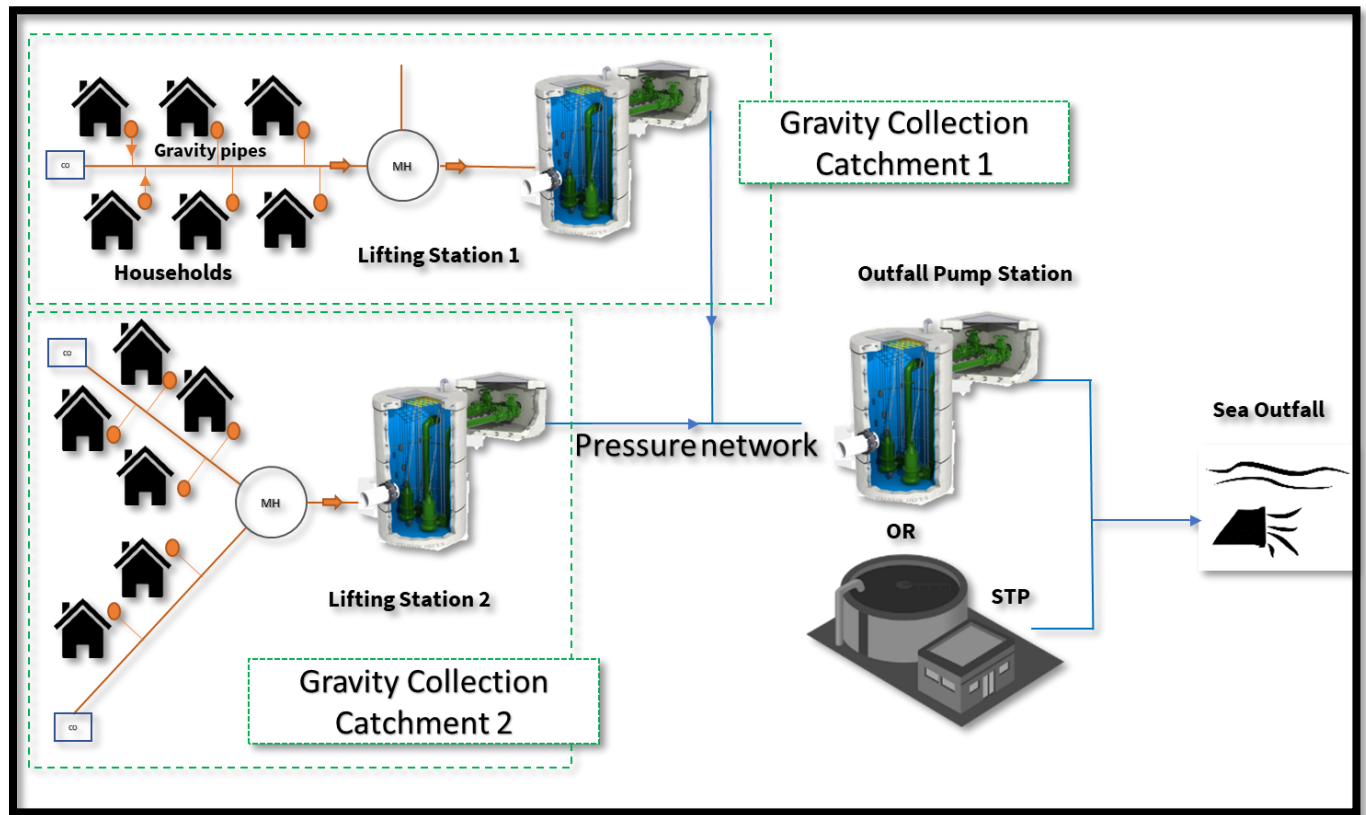 Gravity pipes
CO
MH
Households
Lifting Station 1
Gravity Collection
Catchment 1
CO
MH
CO
Lifting Station 2
Gravity Collection
Catchment 2
Pressure network
Outfall Pump Station
OR
STP
Sea Outfall